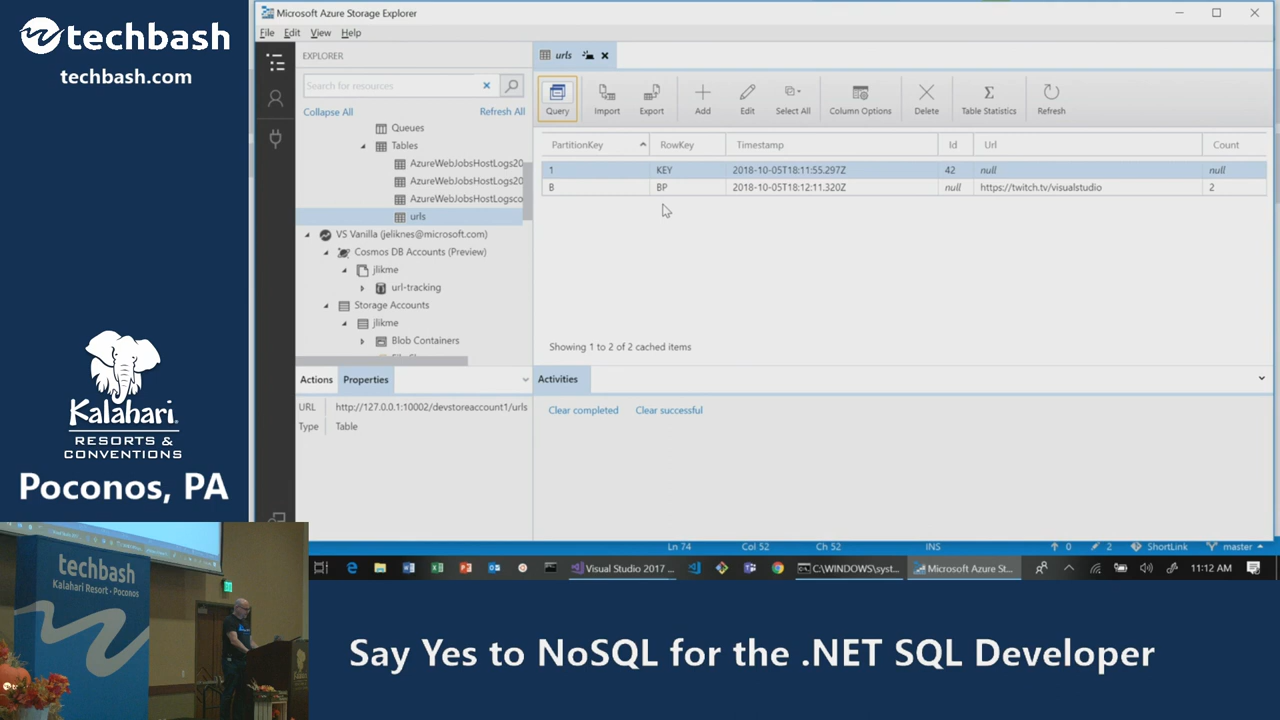 techbash
techbash.com
Kalahari®
RESORTS &
CONVENTIONS
Poconos, PA
Microsoft Azure Storage Explorer
File Edit View Help
EXPLORER
Search for resources
Collapse All Refresh All
Queues
Tables
AzureWebJobsHostLogs20
AzureWebJobsHostLogs20
AzureWebJobsHostLogsco
urls
VS Vanilla (jeliknes@microsoft.com)
Cosmos DB Accounts (Preview)
jlikme
url-tracking
Storage Accounts
jlikme
Blob Containers
Actions Properties
URL http://127.0.0.1:10002/devstoreaccount1/urls
Type Table
urls
Query Import Export Add Edit Select All Column Options Delete Table Statistics Refresh
PartitionKey RowKey Timestamp Id Url Count
1 KEY 2018-10-05T18:11:55.297Z 42 null null
B BP 2018-10-05T18:12:11.320Z null https://twitch.tv/visualstudio 2
Showing 1 to 2 of 2 cached items
Activities
Clear completed Clear successful
Ln 74 Col 52 Ch 52 INS 0 2 ShortLink master
Visual Studio 2017 ... C:\WINDOWS\syst... Microsoft Azure St... 11:12 AM
techbash
Kalahari Resort - Poconos
Say Yes to NoSQL for the .NET SQL Developer